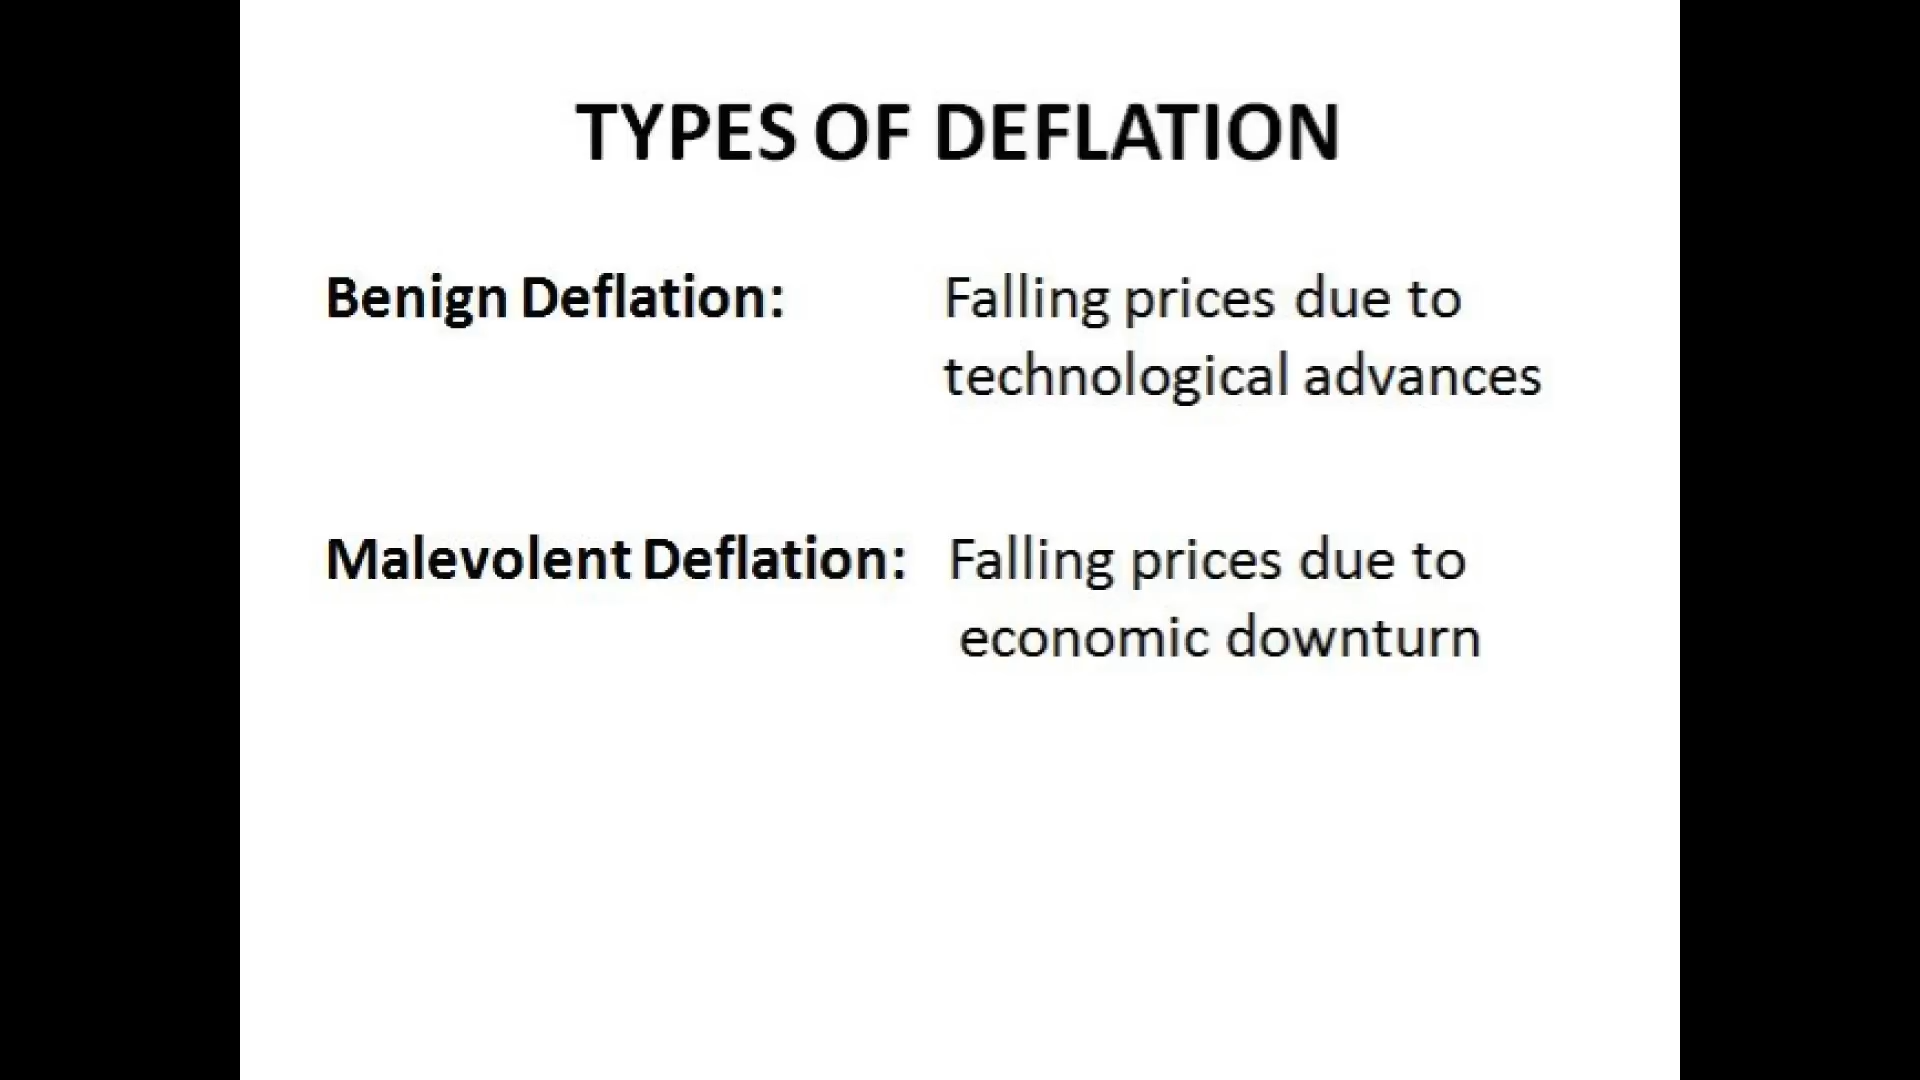 TYPES OF DEFLATION
Benign Deflation: Falling prices due to
technological advances
Malevolent Deflation: Falling prices due to
economic downturn